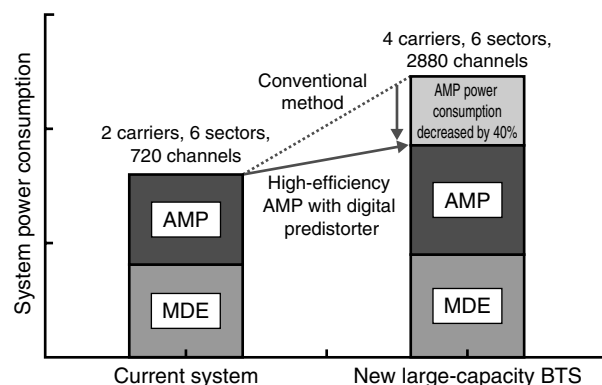 System power consumption
4 carriers, 6 sectors,
2880 channels
Conventional
method
AMP power
consumption
decreased by 40%
2 carriers, 6 sectors,
720 channels
High-efficiency
AMP with digital
predistorter
AMP
AMP
MDE
MDE
Current system
New large-capacity BTS